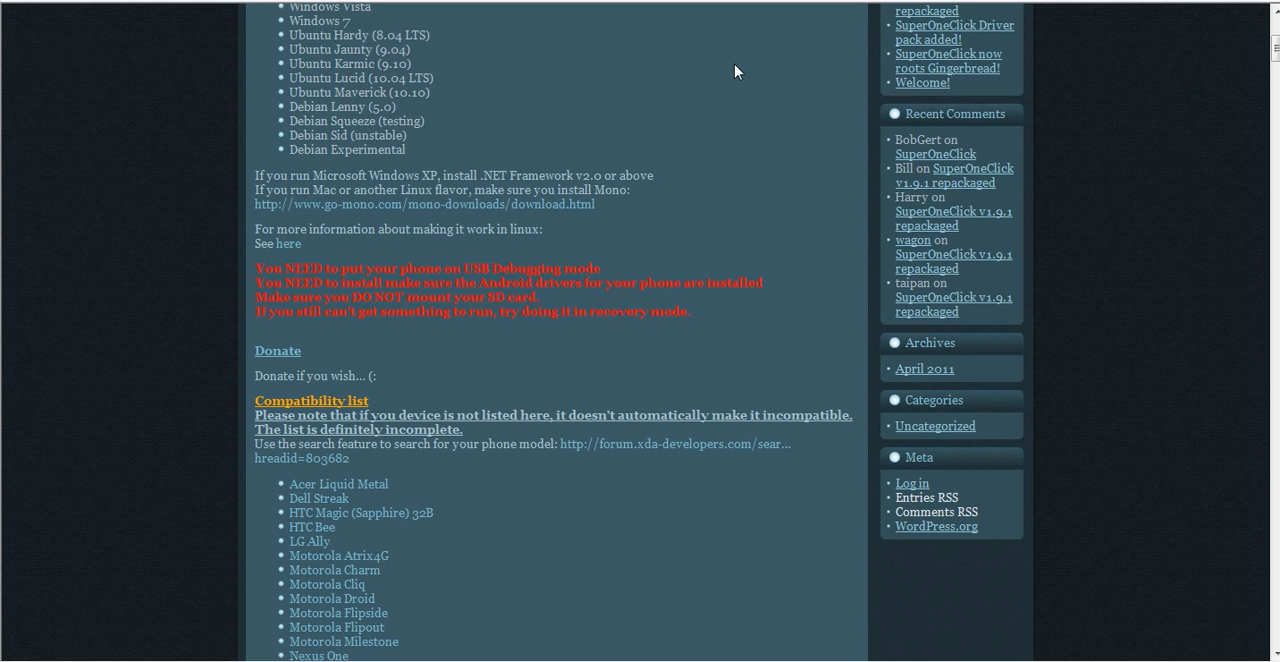 Windows Vista
Windows 7
Ubuntu Hardy (8.04 LTS)
Ubuntu Jaunty (9.04)
Ubuntu Karmic (9.10)
Ubuntu Lucid (10.04 LTS)
Ubuntu Maverick (10.10)
Debian Lenny (5.0)
Debian Squeeze (testing)
Debian Sid (unstable)
Debian Experimental
If you run Microsoft Windows XP, install .NET Framework v2.0 or above
If you run Mac or another Linux flavor, make sure you install Mono:
http://www.go-mono.com/mono-downloads/download.html
For more information about making it work in linux:
See here
You NEED to put your phone on USB Debugging mode
You NEED to install make sure the Android drivers for your phone are installed
Make sure you DO NOT mount your SD card.
If you still can't get something to run, try doing it in recovery mode.
Donate
Donate if you wish... (:
Compatibility list
Please note that if you device is not listed here, it doesn't automatically make it incompatible.
The list is definitely incomplete.
Use the search feature to search for your phone model: http://forum.xda-developers.com/sear...
hreadid=803682
Acer Liquid Metal
Dell Streak
HTC Magic (Sapphire) 32B
HTC Bee
LG Ally
Motorola Atrix4G
Motorola Charm
Motorola Cliq
Motorola Droid
Motorola Flipside
Motorola Flipout
Motorola Milestone
Nexus One
repackaged
SuperOneClick Driver
pack added!
SuperOneClick now
roots Gingerbread!
Welcome!
Recent Comments
BobGert on
SuperOneClick
Bill on SuperOneClick
v1.9.1 repackaged
Harry on
SuperOneClick v1.9.1
repackaged
wagon on
SuperOneClick v1.9.1
repackaged
taipan on
SuperOneClick v1.9.1
repackaged
Archives
April 2011
Categories
Uncategorized
Meta
Log in
Entries RSS
Comments RSS
WordPress.org